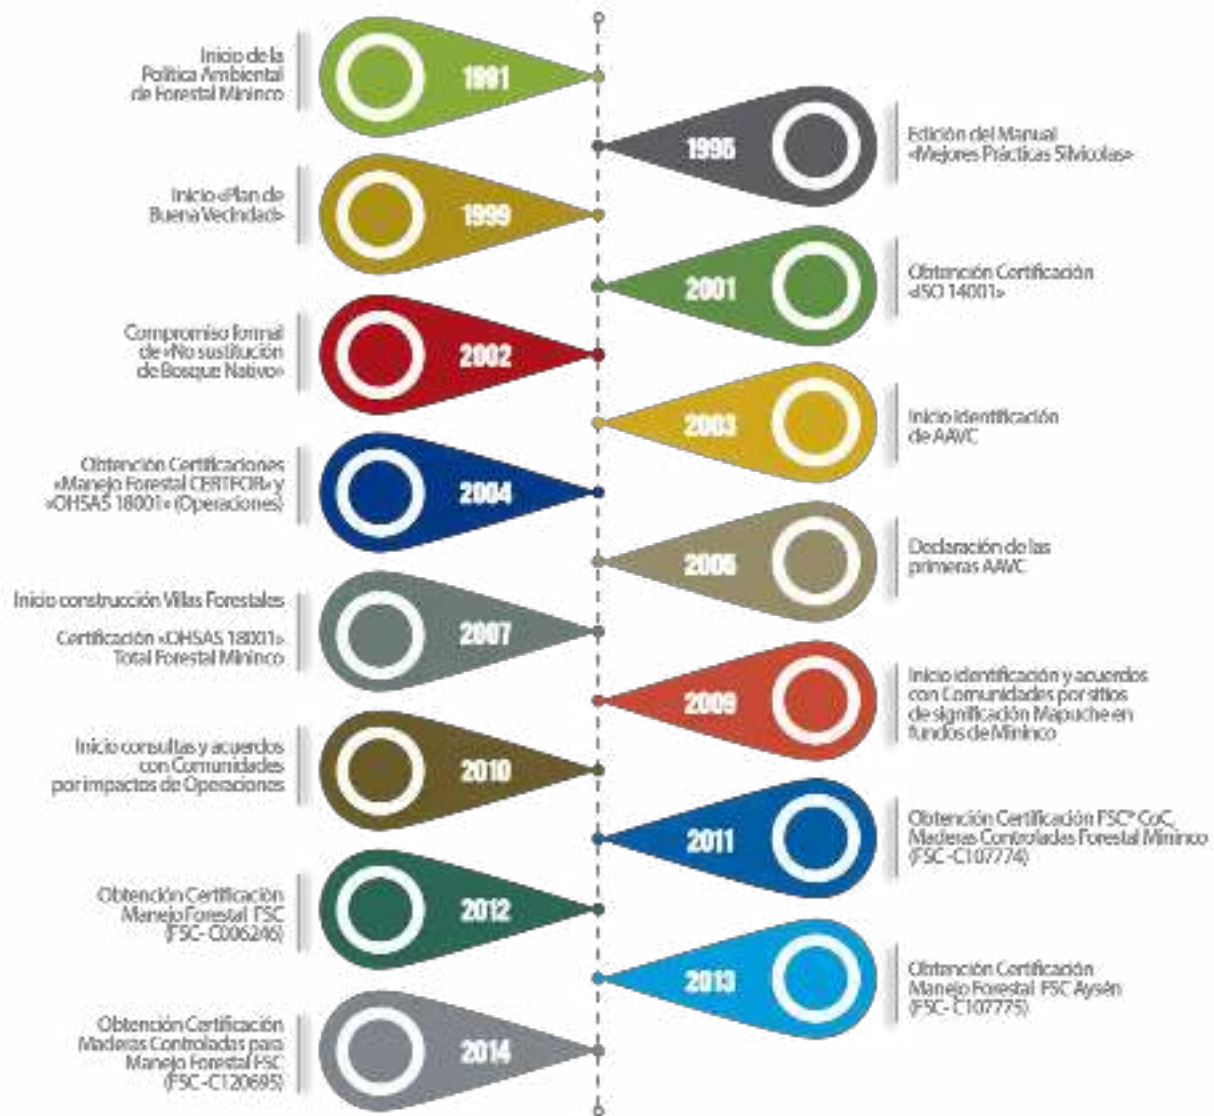 Inicio de la
Política Ambiental
de Forestal Mininco
1991
Edición del Manual
«Mejores Prácticas Silvícolas»
Inicio «Plan de
Buena Vecindad»
1999
2001
Obtención Certificación
«ISO 14001»
Compromiso formal
de «No sustitución
de Bosque Nativo»
2002
2003
Inicio Identificación
de AAVC
Obtención Certificaciones
«Manejo Forestal CERTFOR» y
«OHSAS 18001» (Operaciones)
2004
Declaración de las
primeras AAVC
Inicio construcción Villas Forestales
Certificación «OHSAS 18001»
Total Forestal Mininco
2007
2009
Inicio identificación y acuerdos
con Comunidades por sitios
de significación Mapuche en
fundos de Mininco
Inicio consultas y acuerdos
con Comunidades
por impactos de Operaciones
2010
2011
Obtención Certificación FSC® CoC,
Maderas Controladas Forestal Mininco
(FSC -C107774)
Obtención Certificación
Manejo Forestal FSC
(FSC- C006246)
2012
2013
Obtención Certificación
Manejo Forestal FSC Aysén
(FSC- C107775)
Obtención Certificación
Maderas Controladas para
Manejo Forestal FSC
(FSC -C120695)
2014